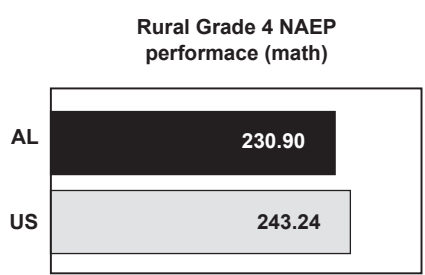 Rural Grade 4 NAEP
performace (math)
AL 230.90
US 243.24